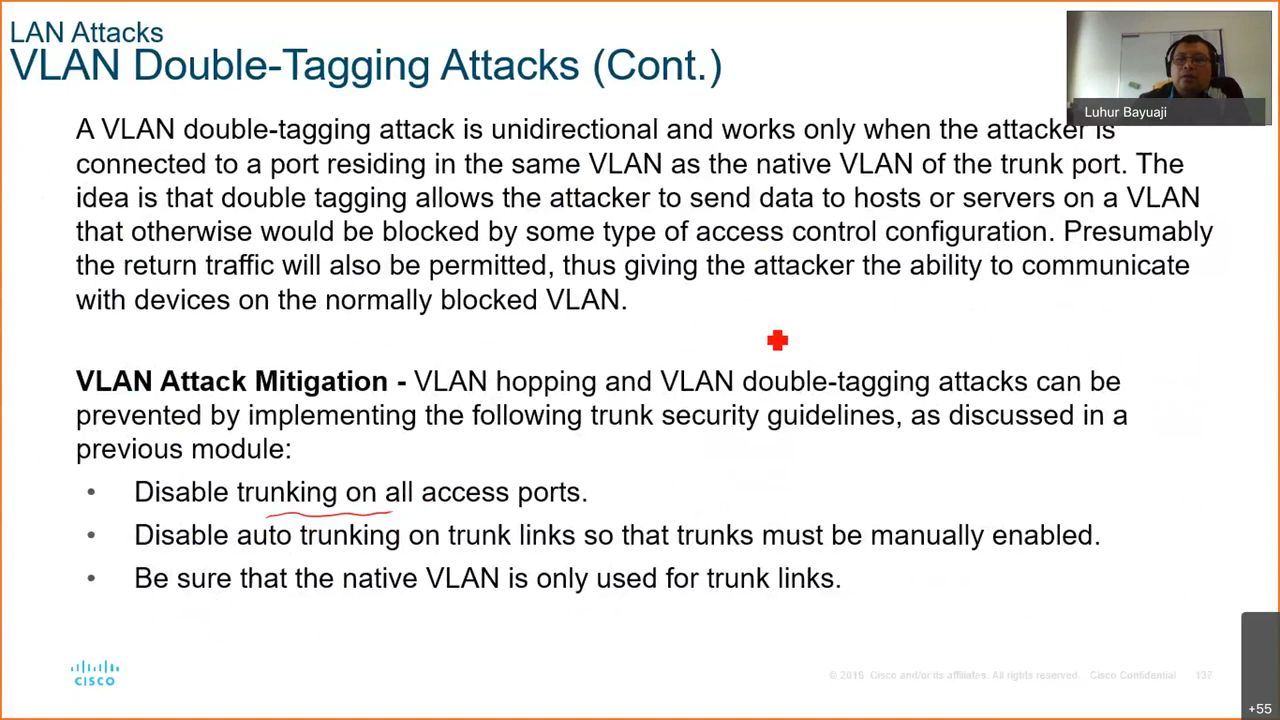 LAN Attacks
VLAN Double-Tagging Attacks (Cont.)
Luhur Bayuaji
A VLAN double-tagging attack is unidirectional and works only when the attacker is
connected to a port residing in the same VLAN as the native VLAN of the trunk port. The
idea is that double tagging allows the attacker to send data to hosts or servers on a VLAN
that otherwise would be blocked by some type of access control configuration. Presumably
the return traffic will also be permitted, thus giving the attacker the ability to communicate
with devices on the normally blocked VLAN.
VLAN Attack Mitigation - VLAN hopping and VLAN double-tagging attacks can be
prevented by implementing the following trunk security guidelines, as discussed in a
previous module:
• Disable trunking on all access ports.
• Disable auto trunking on trunk links so that trunks must be manually enabled.
• Be sure that the native VLAN is only used for trunk links.
CISCO
© 2016 Cisco and/or its affiliates. All rights reserved. Cisco Confidential 137
+55